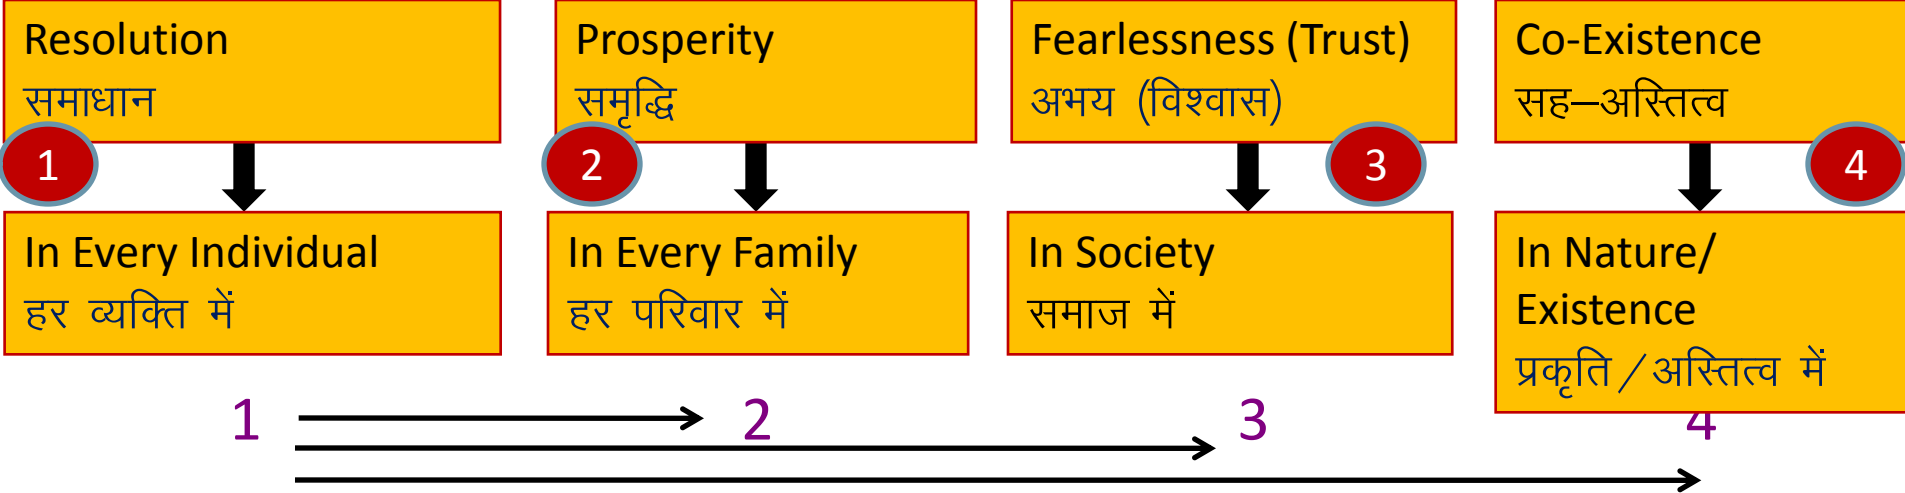 Resolution
समाधान
1
Prosperity
समृद्धि
2
Fearlessness (Trust)
अभय (विश्वास)
3
Co-Existence
सह–अस्तित्व
4
In Every Individual
हर व्यक्ति में
In Every Family
हर परिवार में
In Society
समाज में
In Nature/
Existence
प्रकृति/अस्तित्व में
1
2
3
4